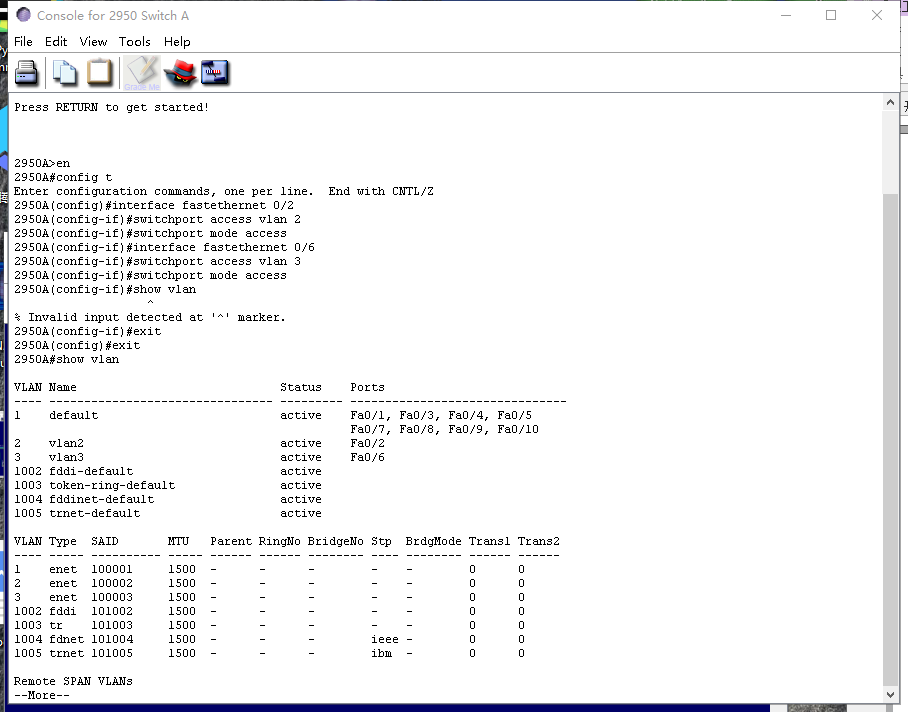 Console for 2950 Switch A
File Edit View Tools Help
Grade Me
Press RETURN to get started!
2950A>en
2950A#config t
Enter configuration commands, one per line.  End with CNTL/Z
2950A(config)#interface fastethernet 0/2
2950A(config-if)#switchport access vlan 2
2950A(config-if)#switchport mode access
2950A(config-if)#interface fastethernet 0/6
2950A(config-if)#switchport access vlan 3
2950A(config-if)#switchport mode access
2950A(config-if)#show vlan
^
% Invalid input detected at '^' marker.
2950A(config-if)#exit
2950A(config)#exit
2950A#show vlan
VLAN Name                             Status    Ports
---- -------------------------------- --------- -------------------------------
1    default                          active    Fa0/1, Fa0/3, Fa0/4, Fa0/5
                                                Fa0/7, Fa0/8, Fa0/9, Fa0/10
2    vlan2                            active    Fa0/2
3    vlan3                            active    Fa0/6
1002 fddi-default                     active
1003 token-ring-default               active
1004 fddinet-default                  active
1005 trnet-default                    active
VLAN Type  SAID       MTU   Parent RingNo BridgeNo Stp  BrdgMode Trans1 Trans2
---- ----- ---------- ----- ------ ------ -------- ---- -------- ------ ------
1    enet  100001     1500  -      -      -        -    -        0      0
2    enet  100002     1500  -      -      -        -    -        0      0
3    enet  100003     1500  -      -      -        -    -        0      0
1002 fddi  101002     1500  -      -      -        -    -        0      0
1003 tr    101003     1500  -      -      -        -    -        0      0
1004 fdnet 101004     1500  -      -      -        ieee -        0      0
1005 trnet 101005     1500  -      -      -        ibm  -        0      0
Remote SPAN VLANs
--More--